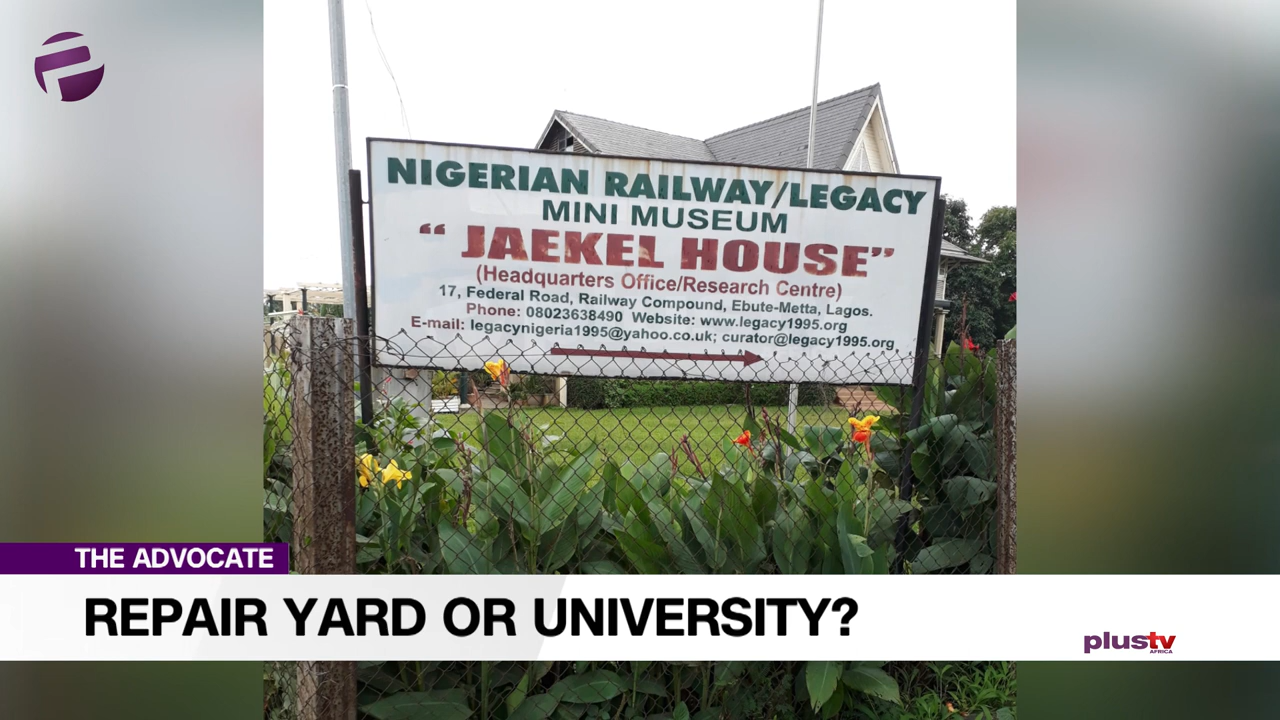 NIGERIAN RAILWAY/LEGACY
MINI MUSEUM
“ JAEKEL HOUSE”
(Headquarters Office/Research Centre)
17, Federal Road, Railway Compound, Ebute-Metta, Lagos.
Phone: 08023638490 Website: www.legacy1995.org
E-mail: legacynigeria1995@yahoo.co.uk; curator@legacy1995.org
THE ADVOCATE
REPAIR YARD OR UNIVERSITY?
plustv
AFRICA